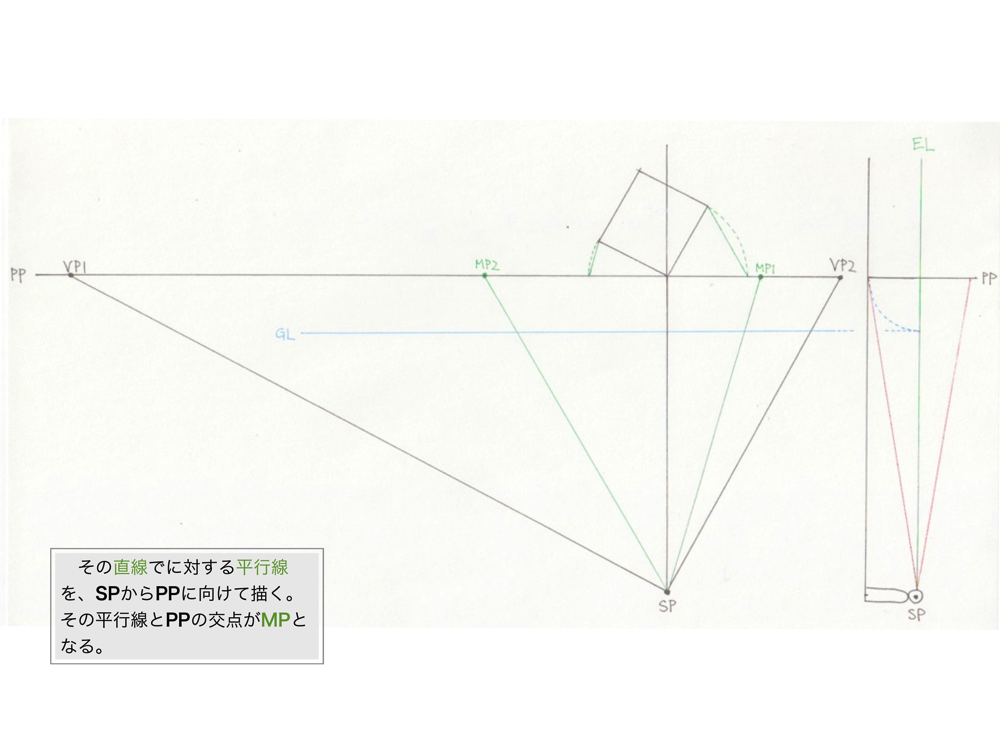 EL
PP
VP1
MP2
MP1
VP2
PP
GL
SP
SP
その直線でに対する平行線
を、SPからPPに向けて描く。
その平行線とPPの交点がMPと
なる。